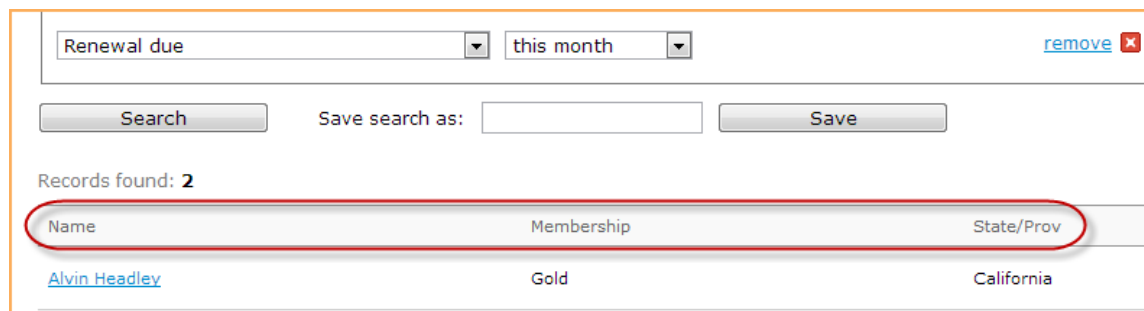 Renewal due this month remove
Search Save search as: Save
Records found: 2
Name Membership State/Prov
Alvin Headley Gold California